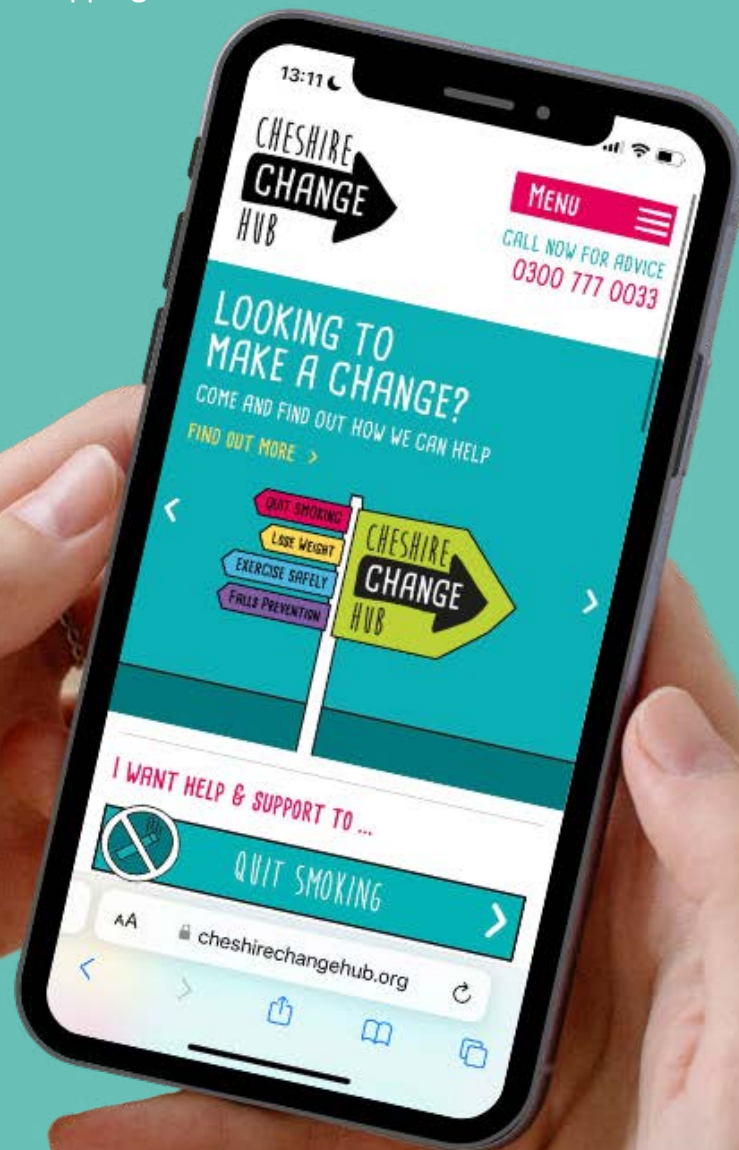 13:11
CHESHIRE
CHANGE
HUB
MENU
CALL NOW FOR ADVICE
0300 777 0033
LOOKING TO
MAKE A CHANGE?
COME AND FIND OUT HOW WE CAN HELP
FIND OUT MORE >
QUIT SMOKING
LOSE WEIGHT
EXERCISE SAFELY
FALLS PREVENTION
CHESHIRE
CHANGE
HUB
I WANT HELP & SUPPORT TO ...
QUIT SMOKING
AA
cheshirechangehub.org